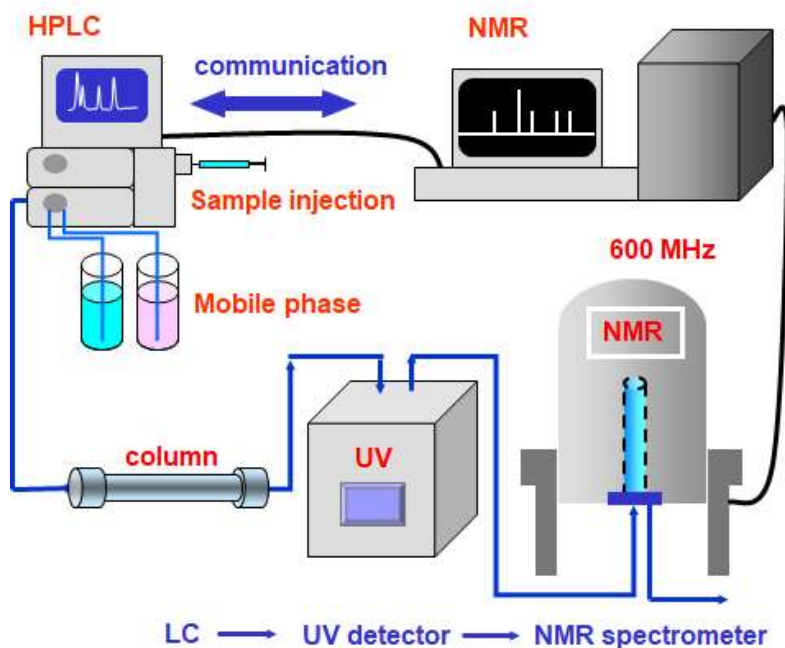 HPLC
NMR
communication
Sample injection
Mobile phase
600 MHz
NMR
column
UV
LC
UV detector
NMR spectrometer